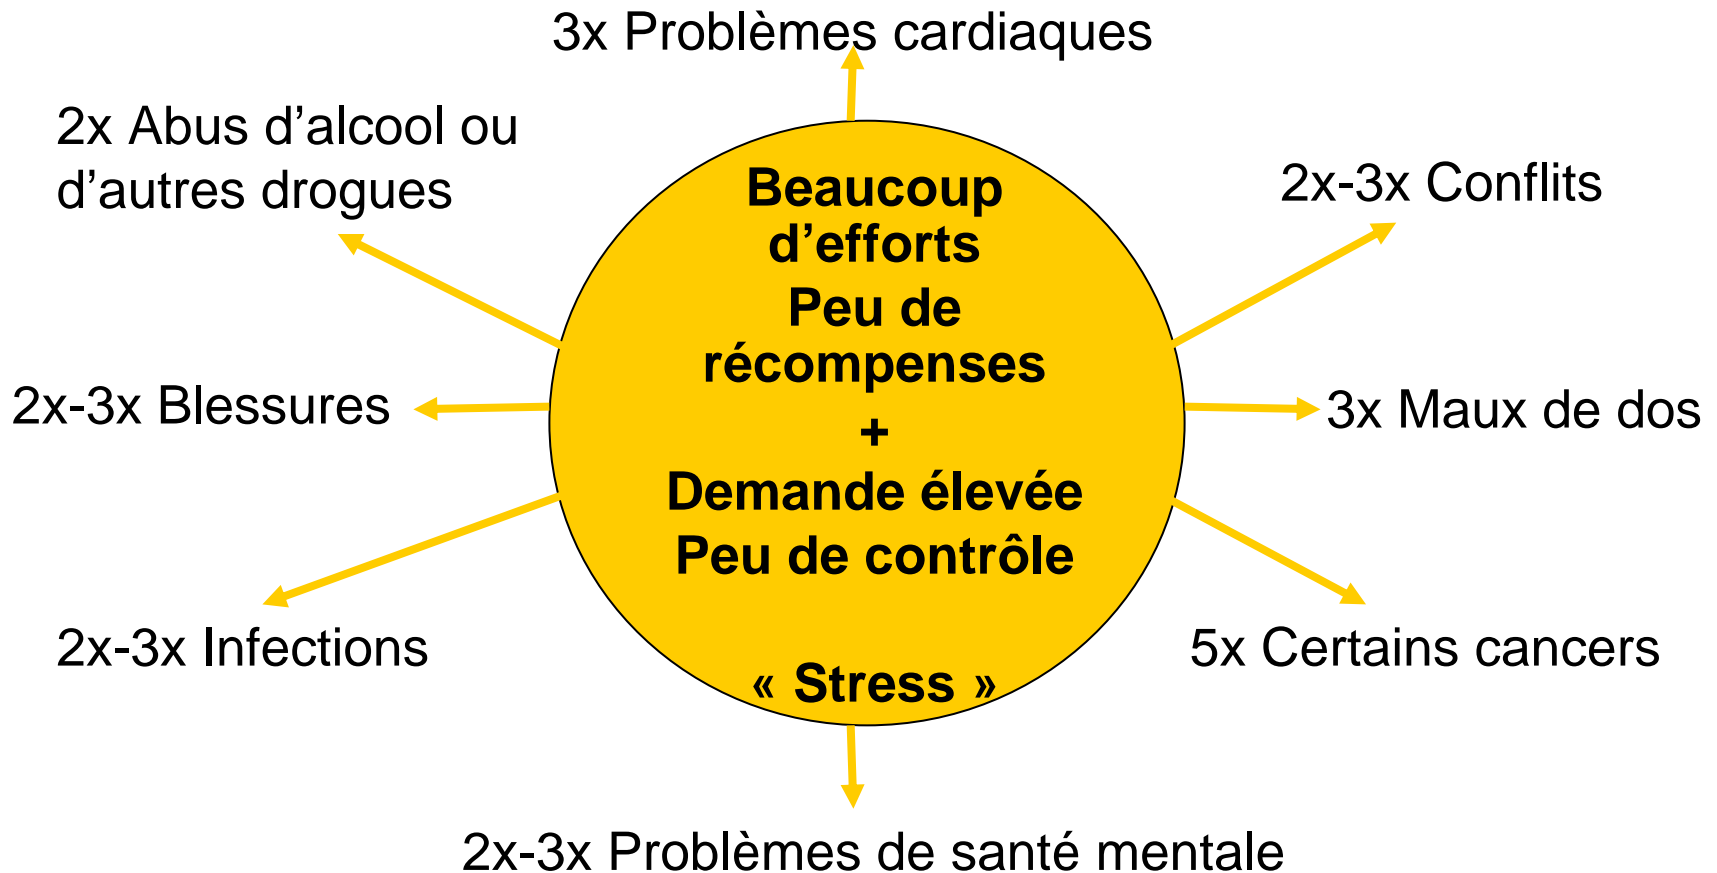 3x Problèmes cardiaques
2x Abus d’alcool ou
d’autres drogues
2x-3x Conflits
Beaucoup
d’efforts
Peu de
récompenses
+
Demande élevée
Peu de contrôle
« Stress »
2x-3x Blessures
3x Maux de dos
2x-3x Infections
5x Certains cancers
2x-3x Problèmes de santé mentale